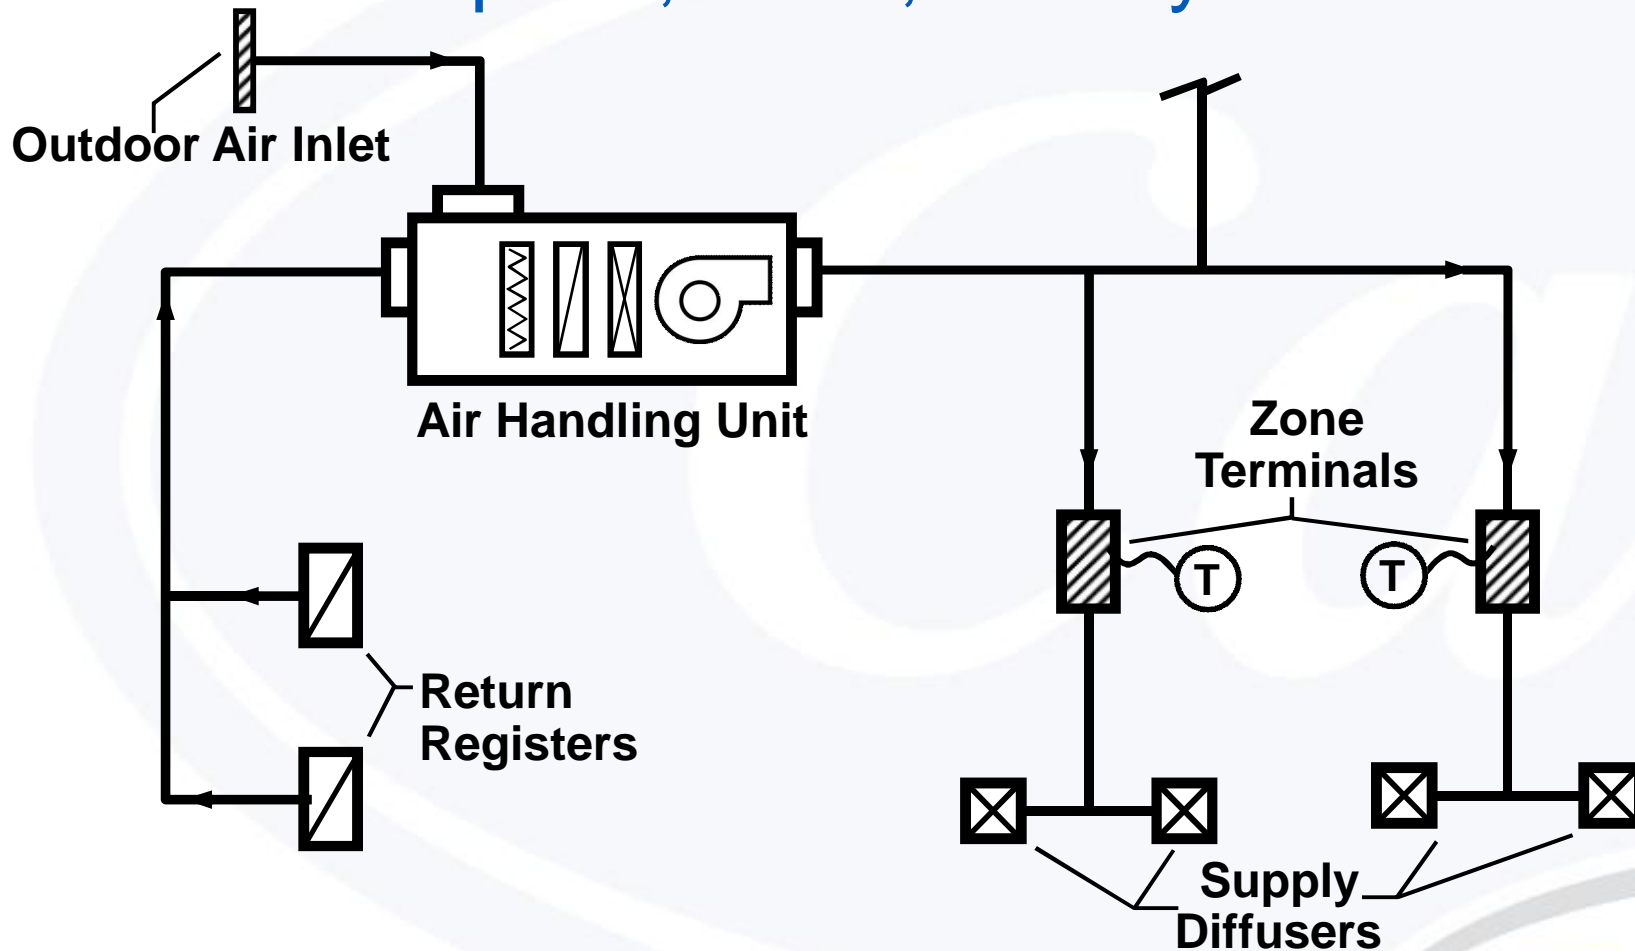 Outdoor Air Inlet
Air Handling Unit
Zone
Terminals
T
T
Return
Registers
Supply
Diffusers